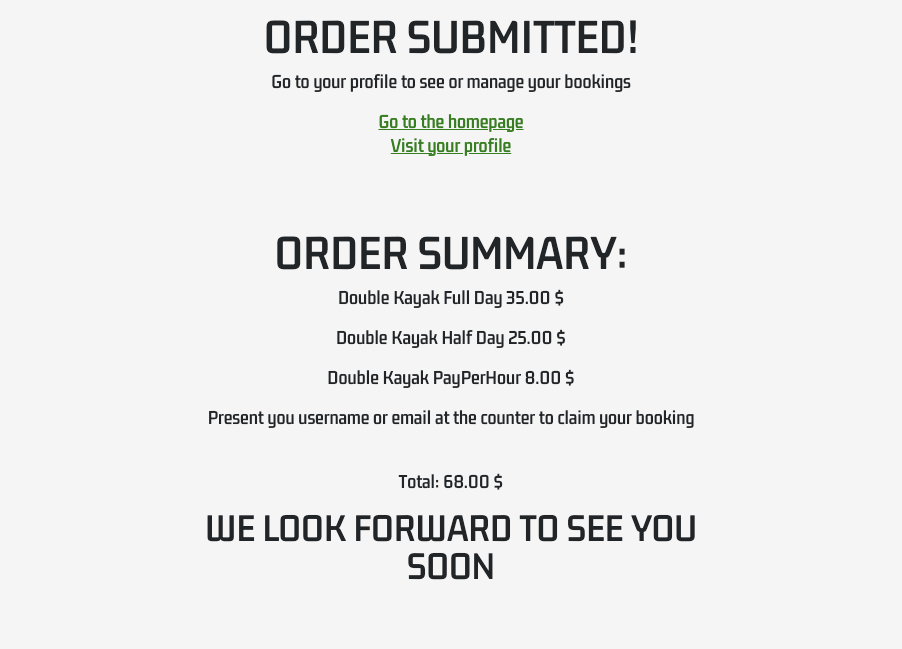 ORDER SUBMITTED!
Go to your profile to see or manage your bookings
Go to the homepage
Visit your profile
ORDER SUMMARY:
Double Kayak Full Day 35.00 $
Double Kayak Half Day 25.00 $
Double Kayak PayPerHour 8.00 $
Present you username or email at the counter to claim your booking
Total: 68.00 $
WE LOOK FORWARD TO SEE YOU
SOON